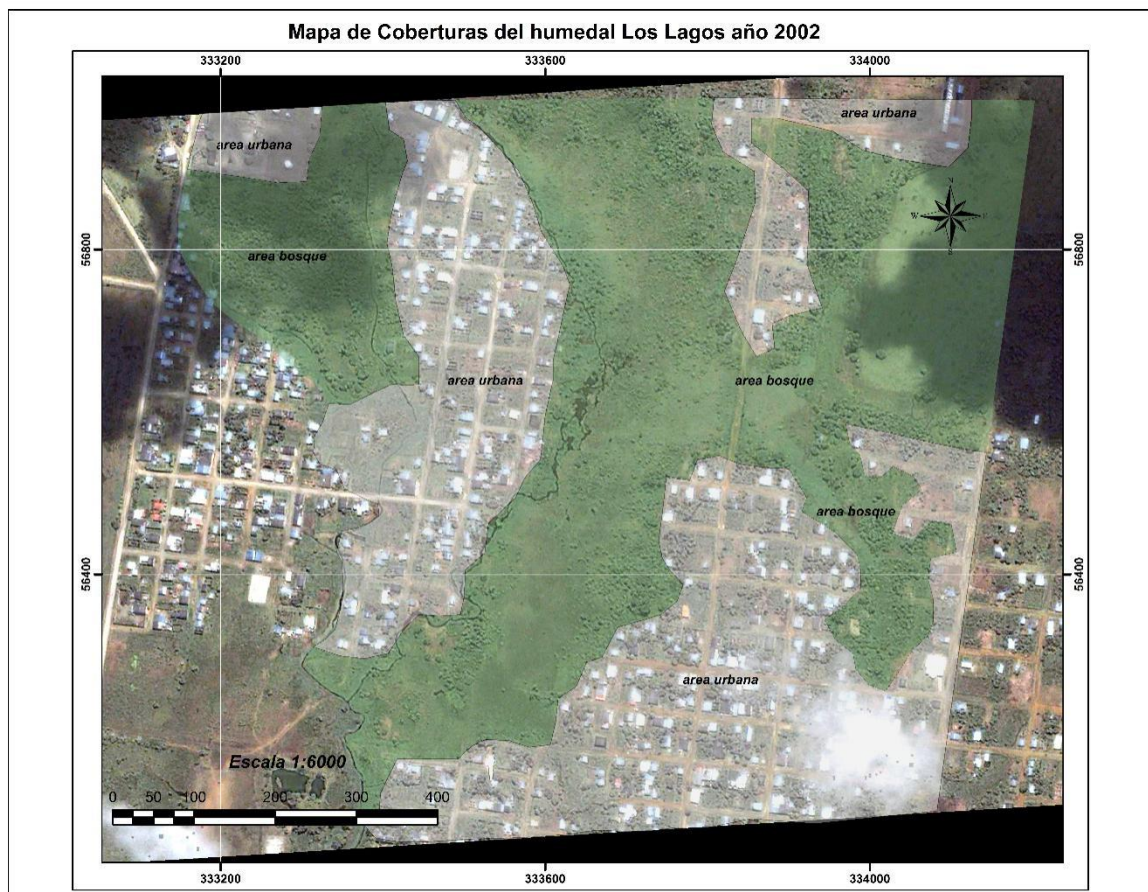 Mapa de Coberturas del humedal Los Lagos año 2002
333200 333600 334000
area urbana
area urbana
56800 56800
area bosque
N
W E
S
area urbana
area bosque
area bosque
56400 56400
area urbana
Escala 1:6000
0 50 100 200 300 400
333200 333600 334000